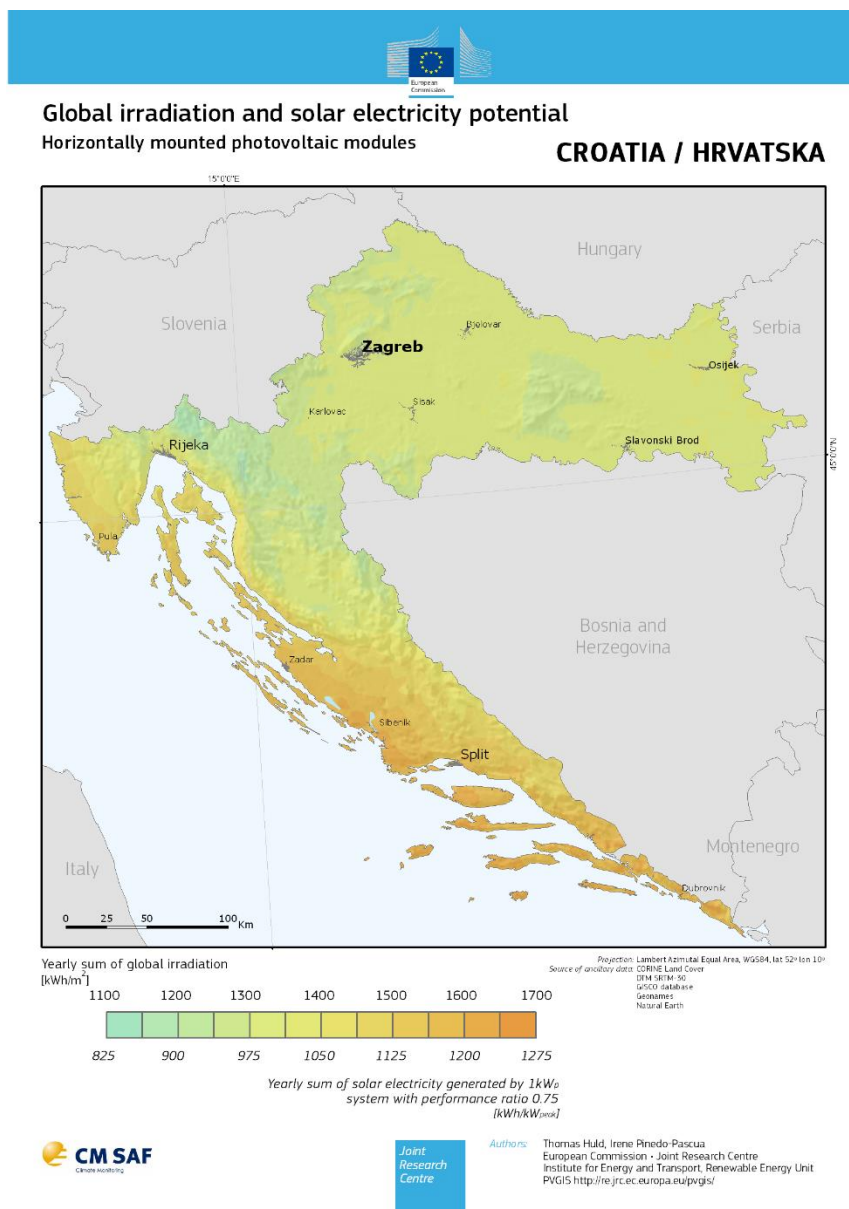 European
Commission
Global irradiation and solar electricity potential
Horizontally mounted photovoltaic modules
CROATIA / HRVATSKA
15°0'0"E
Hungary
Slovenia
Serbia
Bjelovar
Zagreb
Osijek
Karlovac
Sisak
Rijeka
Slavonski Brod
45°0'0"N
Pula
Bosnia and
Herzegovina
Zadar
Sibenik
Split
Montenegro
Italy
Dubrovnik
0 25 50 100
Km
Yearly sum of global irradiation
[kWh/m²]
Projection: Lambert Azimutal Equal Area, WGS84, lat 52º lon 10º
Source of ancillary data: CORINE Land Cover
DTM SRTM-30
GISCO database
Geonames
Natural Earth
1100 1200 1300 1400 1500 1600 1700
825 900 975 1050 1125 1200 1275
Yearly sum of solar electricity generated by 1kWp
system with performance ratio 0.75
[kWh/kWpeak]
CM SAF
Climate Monitoring
Joint
Research
Centre
Authors: Thomas Huld, Irene Pinedo-Pascua
European Commission - Joint Research Centre
Institute for Energy and Transport, Renewable Energy Unit
PVGIS http://re.jrc.ec.europa.eu/pvgis/